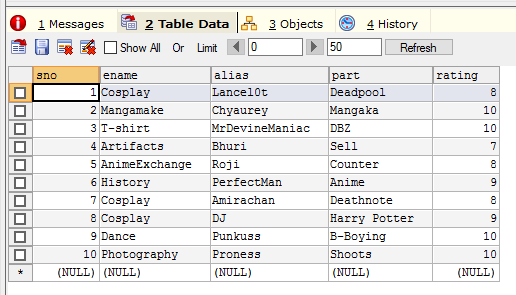 1 Messages 2 Table Data 3 Objects 4 History
Show All Or Limit 0 50 Refresh
sno ename alias part rating
1 Cosplay Lancel0t Deadpool 8
2 Mangamake Chyaurey Mangaka 10
3 T-shirt MrDevineManiac DBZ 10
4 Artifacts Bhuri Sell 7
5 AnimeExchange Roji Counter 8
6 History PerfectMan Anime 9
7 Cosplay Amirachan Deathnote 8
8 Cosplay DJ Harry Potter 9
9 Dance Punkuss B-Boying 10
10 Photography Proness Shoots 10
* (NULL) (NULL) (NULL) (NULL) (NULL)